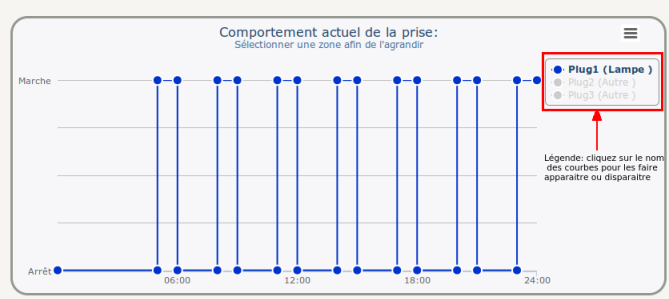 Comportement actuel de la prise:
Sélectionner une zone afin de l'agrandir
Marche
Plug1 (Lampe )
Plug2 (Autre )
Plug3 (Autre )
Légende: cliquez sur le nom
des courbes pour les faire
apparaitre ou disparaitre
Arrêt
06:00 12:00 18:00 24:00